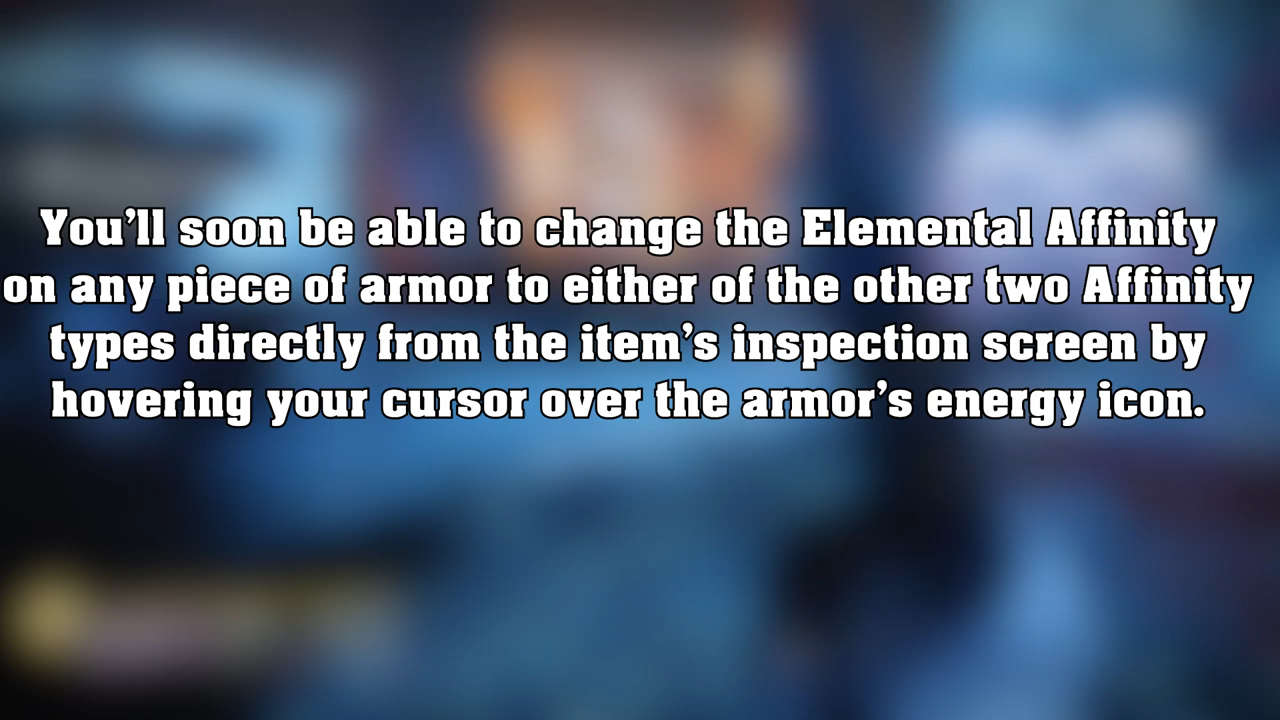 You’ll soon be able to change the Elemental Affinity
on any piece of armor to either of the other two Affinity
types directly from the item’s inspection screen by
hovering your cursor over the armor’s energy icon.